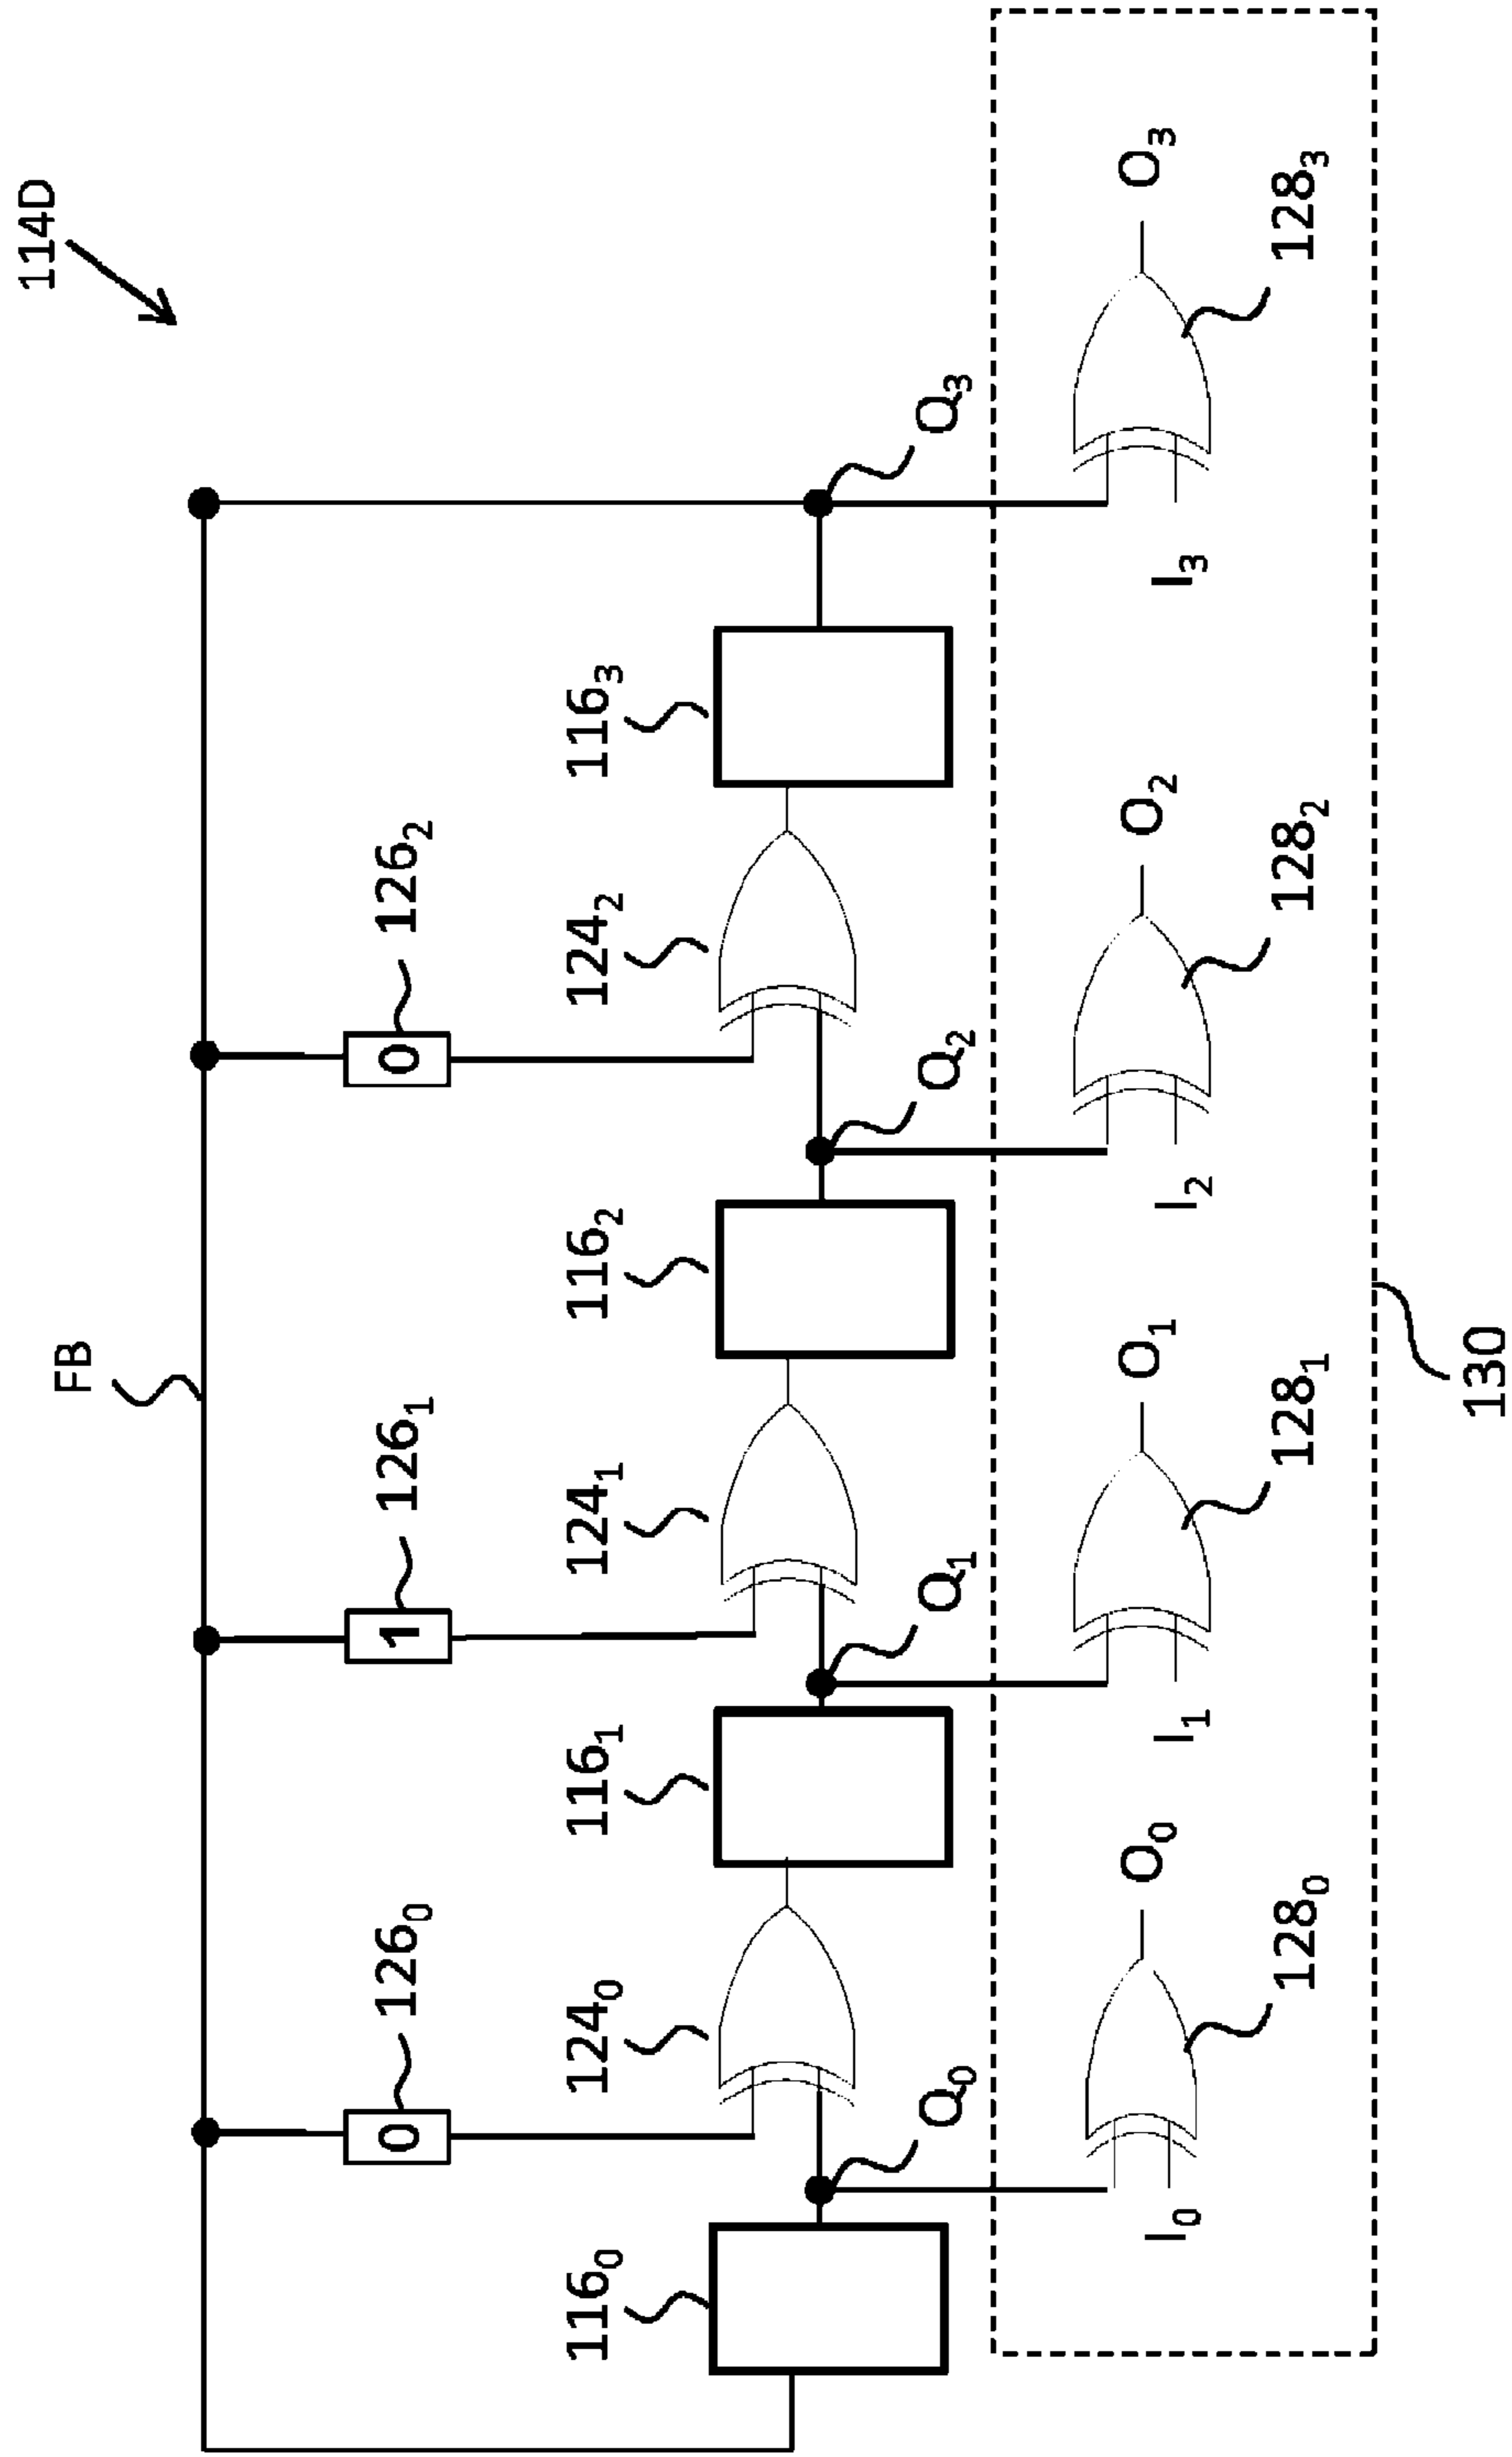 114D
FB
126₀
126₁
126₂
0
1
0
116₀
124₀
116₁
124₁
116₂
124₂
116₃
Q₀
Q₁
Q₂
Q₃
I₀
O₀
I₁
O₁
I₂
O₂
I₃
O₃
128₀
128₁
128₂
128₃
130